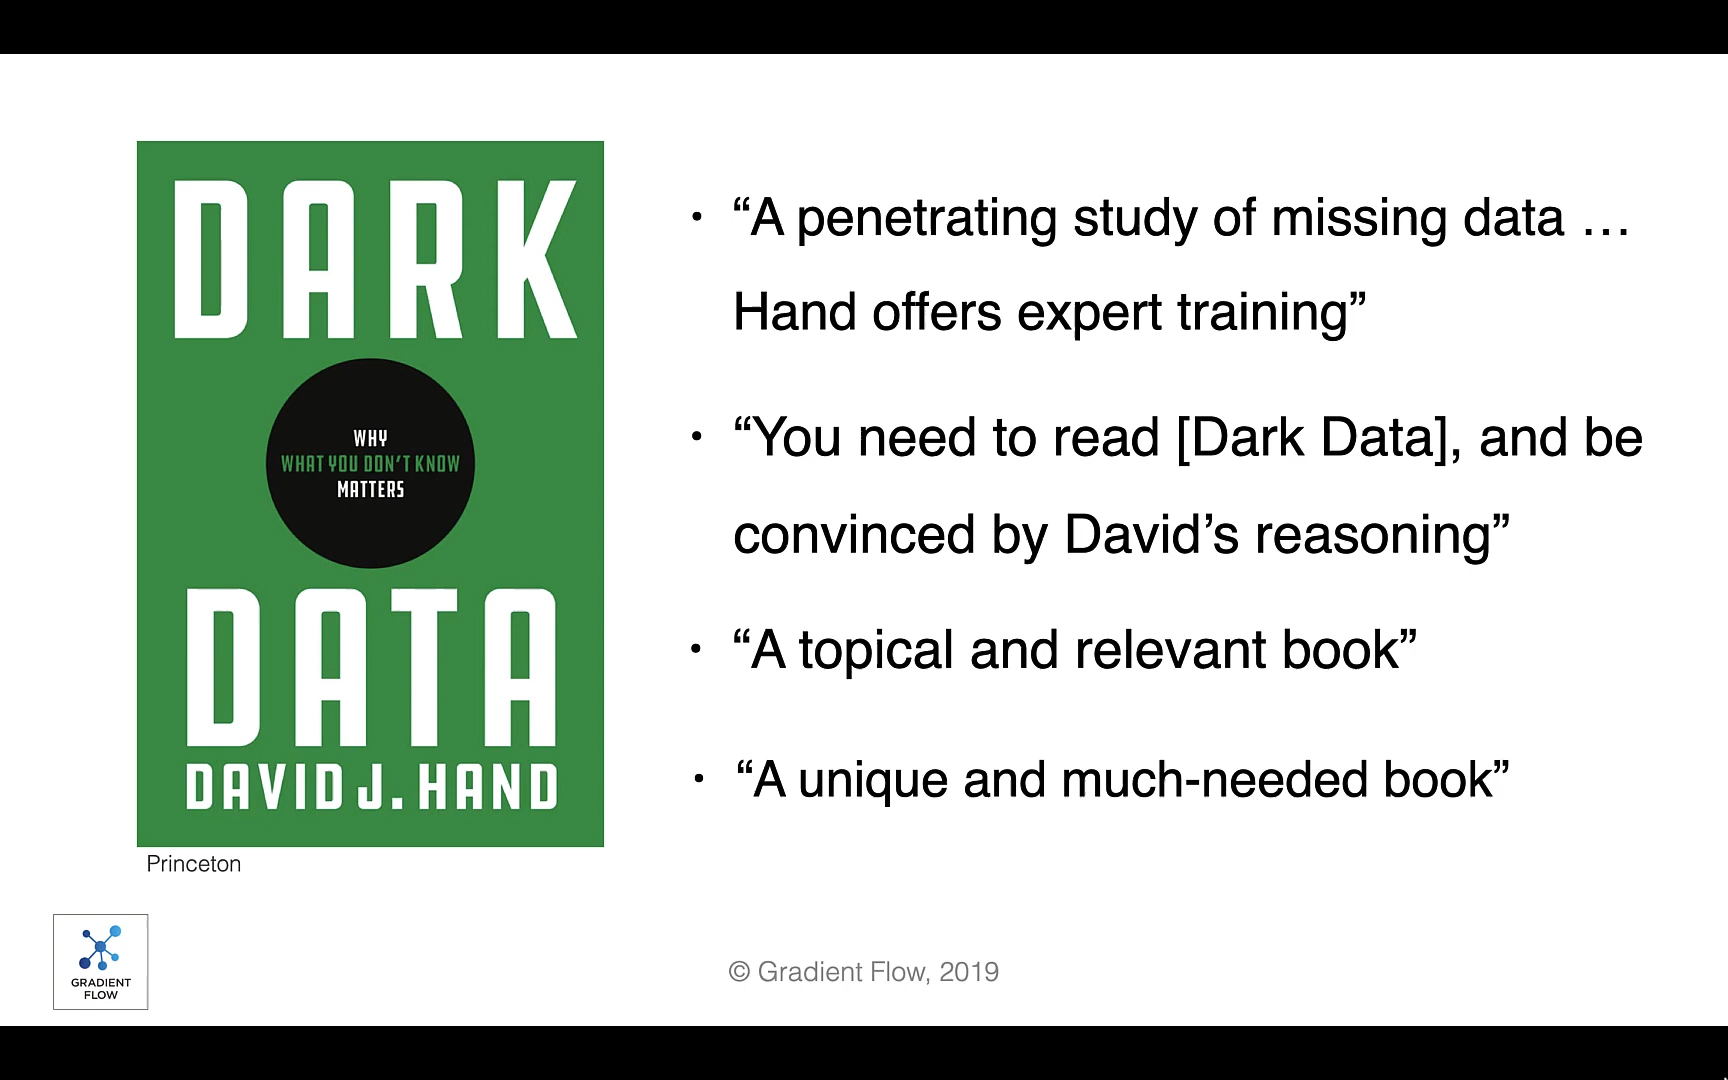 DARK
WHY
WHAT YOU DON'T KNOW
MATTERS
DATA
DAVID J. HAND
Princeton
• “A penetrating study of missing data …
Hand offers expert training”
• “You need to read [Dark Data], and be
convinced by David’s reasoning”
• “A topical and relevant book”
• “A unique and much-needed book”
GRADIENT
FLOW
© Gradient Flow, 2019